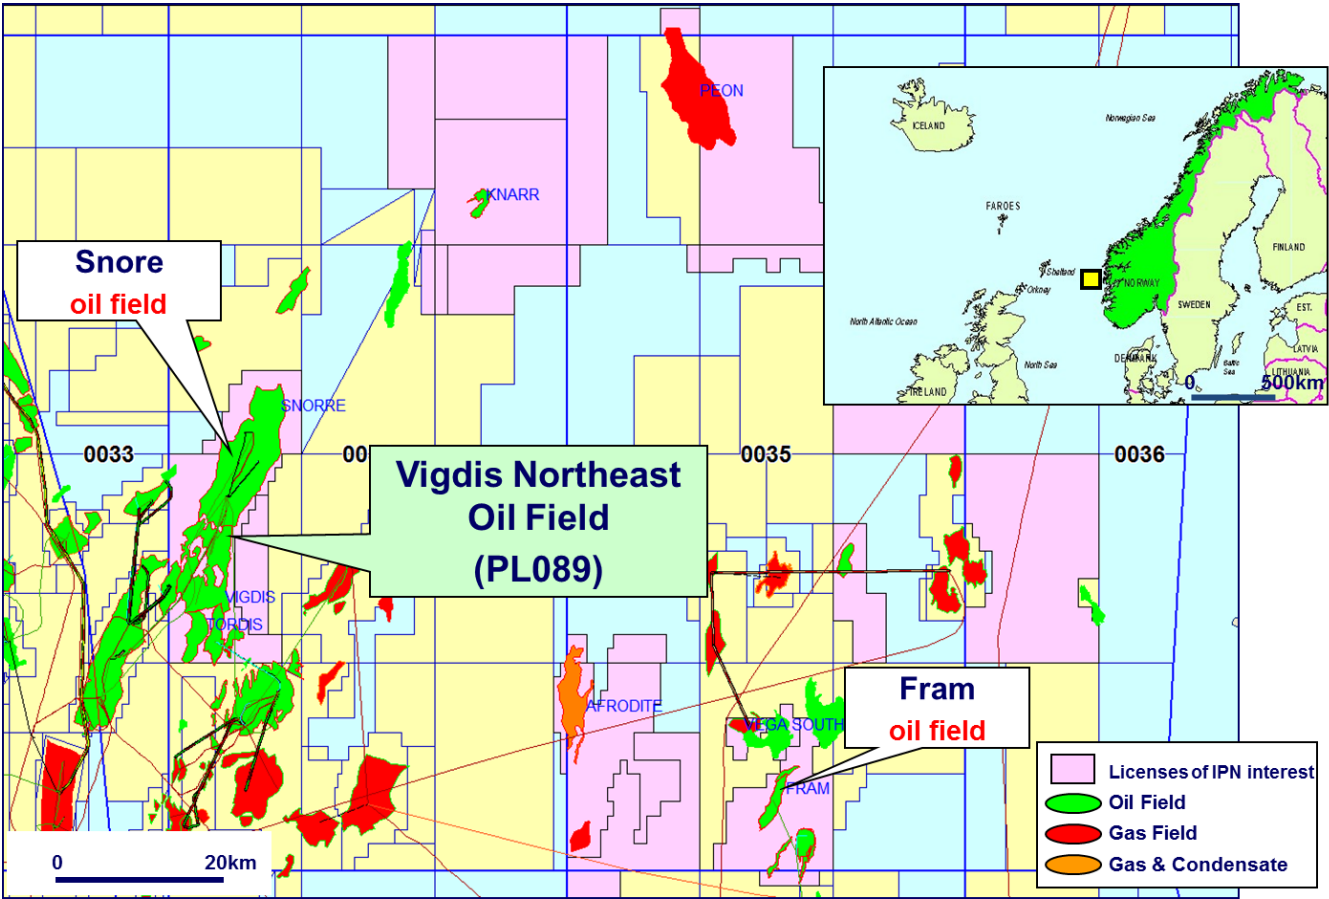 PEON
KNARR
Snore
oil field
SNORRE
0033
Vigdis Northeast
Oil Field
(PL089)
0035
0036
VIGDIS
TORDIS
AFRODITE
VEGA SOUTH
Fram
oil field
FRAM
0
20km
ICELAND
Norwegian Sea
FAROES
Shetland
Orkney
NORWAY
FINLAND
SWEDEN
EST.
North Atlantic Ocean
LATVIA
DENMARK
North Sea
Baltic
Sea
LITHUANIA
IRELAND
0
500km
Licenses of IPN interest
Oil Field
Gas Field
Gas & Condensate